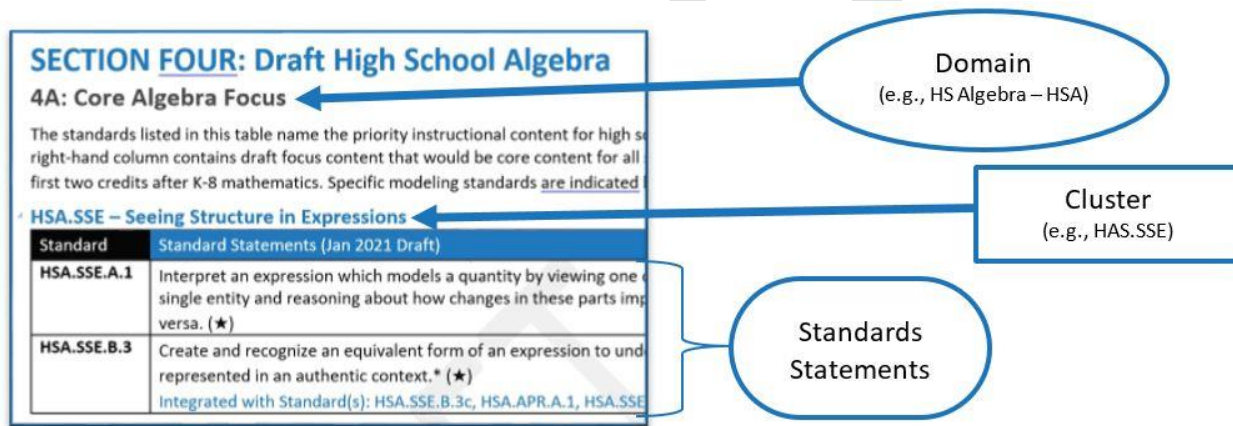 SECTION FOUR: Draft High School Algebra
4A: Core Algebra Focus
The standards listed in this table name the priority instructional content for high
right-hand column contains draft focus content that would be core content for all
first two credits after K-8 mathematics. Specific modeling standards are indicated
HSA.SSE – Seeing Structure in Expressions
Standard
Standard Statements (Jan 2021 Draft)
HSA.SSE.A.1
Interpret an expression which models a quantity by viewing one
single entity and reasoning about how changes in these parts
versa. (★)
HSA.SSE.B.3
Create and recognize an equivalent form of an expression to
represented in an authentic context.* (★)
Integrated with Standard(s): HSA.SSE.B.3c, HSA.APR.A.1, HSA.SSE
Domain
(e.g., HS Algebra – HSA)
Cluster
(e.g., HAS.SSE)
Standards
Statements